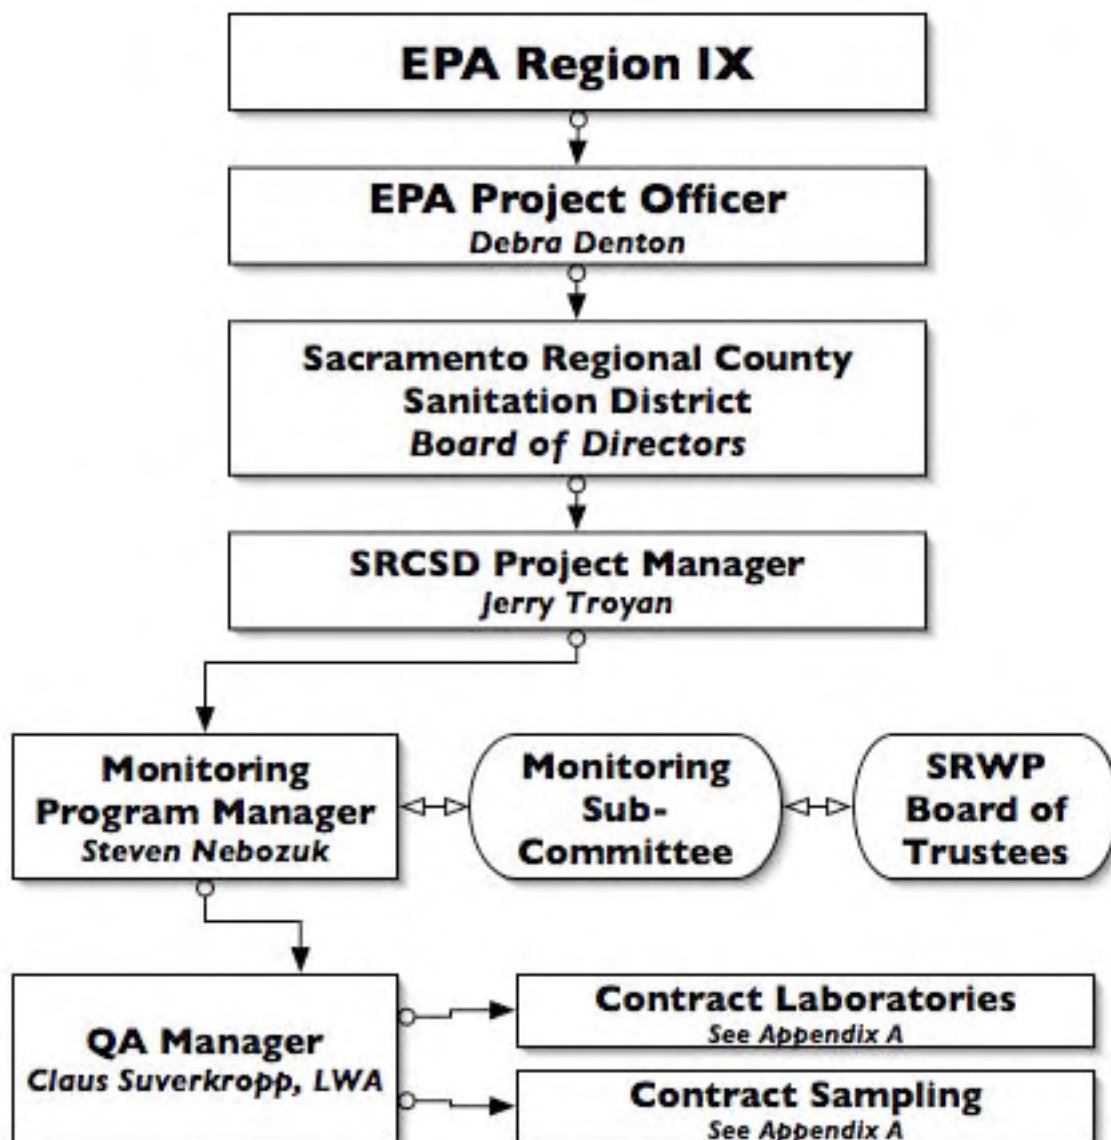 EPA Region IX
EPA Project Officer
Debra Denton
Sacramento Regional County
Sanitation District
Board of Directors
SRCSD Project Manager
Jerry Troyan
Monitoring
Program Manager
Steven Nebozuk
Monitoring
Sub-
Committee
SRWP
Board of
Trustees
QA Manager
Claus Suverkropp, LWA
Contract Laboratories
See Appendix A
Contract Sampling
See Appendix A